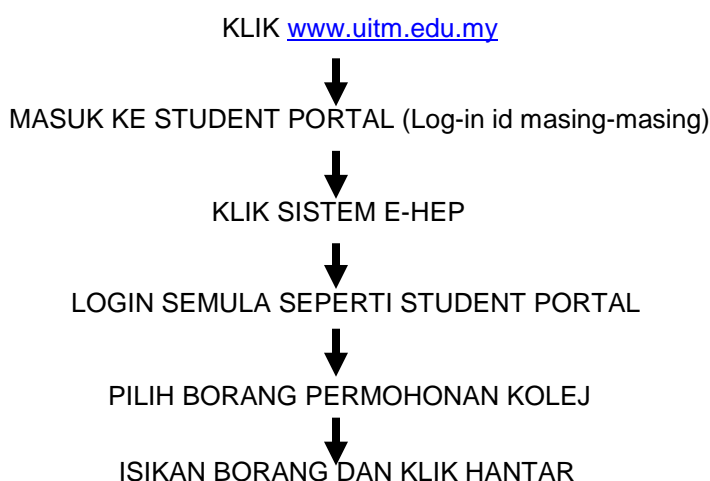 KLIK www.uitm.edu.my
MASUK KE STUDENT PORTAL (Log-in id masing-masing)
KLIK SISTEM E-HEP
LOGIN SEMULA SEPERTI STUDENT PORTAL
PILIH BORANG PERMOHONAN KOLEJ
ISIKAN BORANG DAN KLIK HANTAR